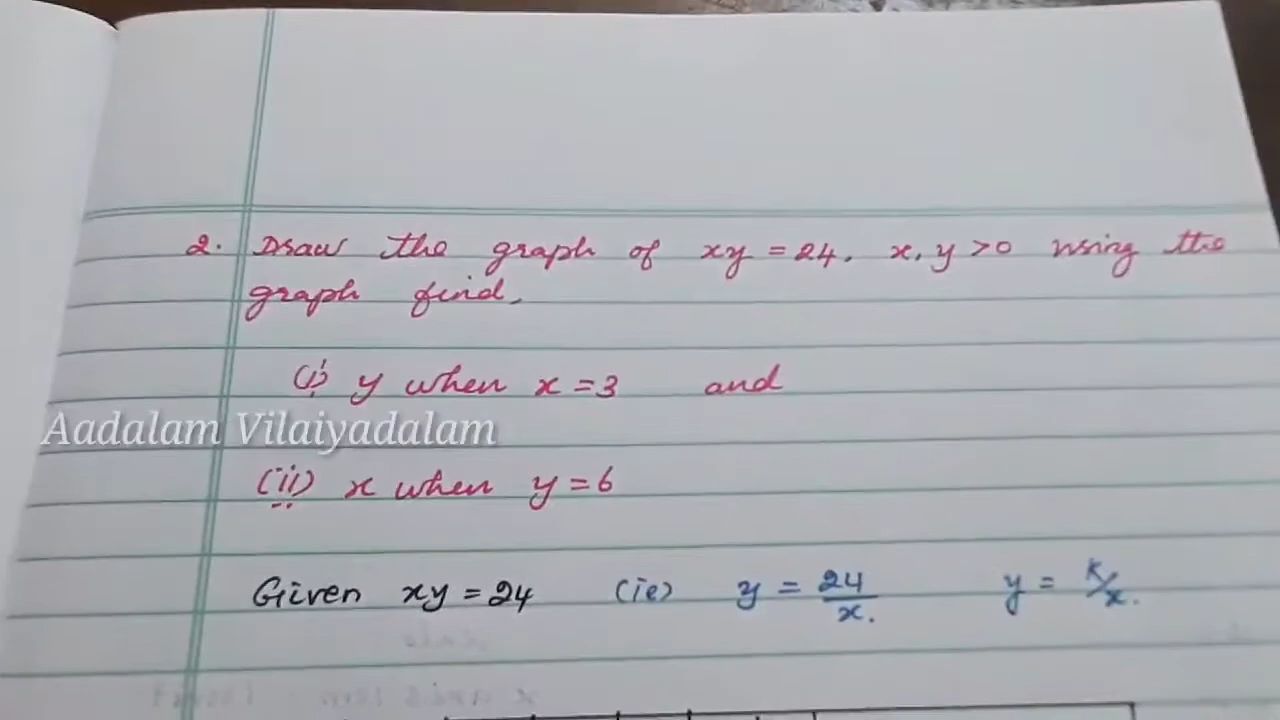 2. Draw the graph of xy = 24. x, y > 0 using the
graph find,
(i) y when x = 3 and
Aadalam Vilaiyadalam
(ii) x when y = 6
Given xy = 24 (ie) y = 24/x. y = k/x.